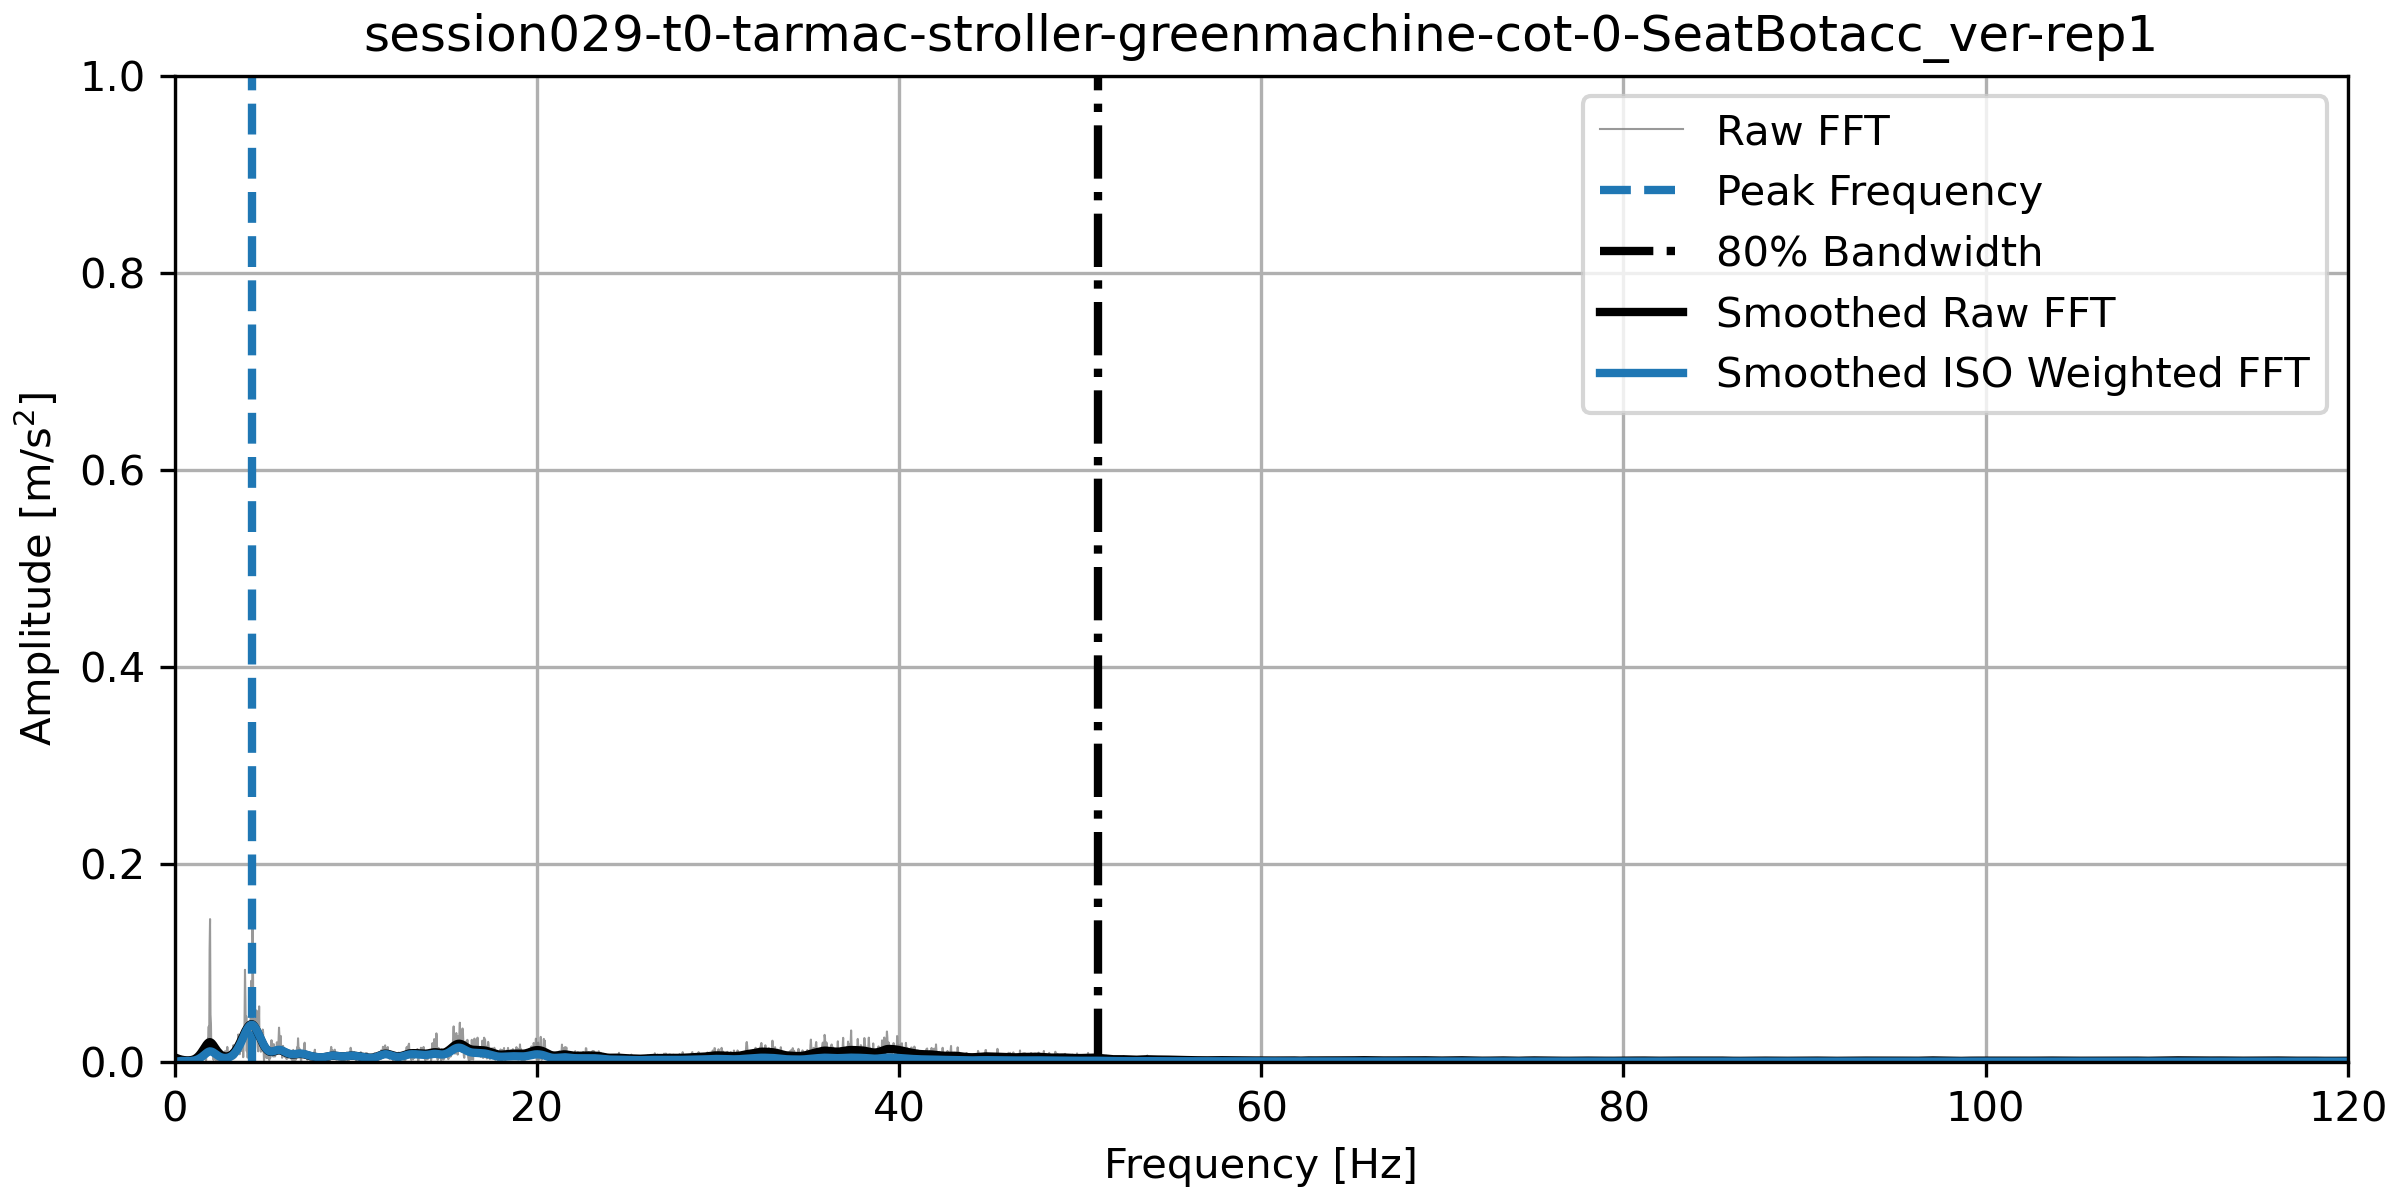 session029-t0-tarmac-stroller-greenmachine-cot-0-SeatBotacc_ver-rep1
1.0
0.8
0.6
0.4
0.2
0.0
Amplitude [m/s²]
Raw FFT
Peak Frequency
80% Bandwidth
Smoothed Raw FFT
Smoothed ISO Weighted FFT
0 20 40 60 80 100 120
Frequency [Hz]